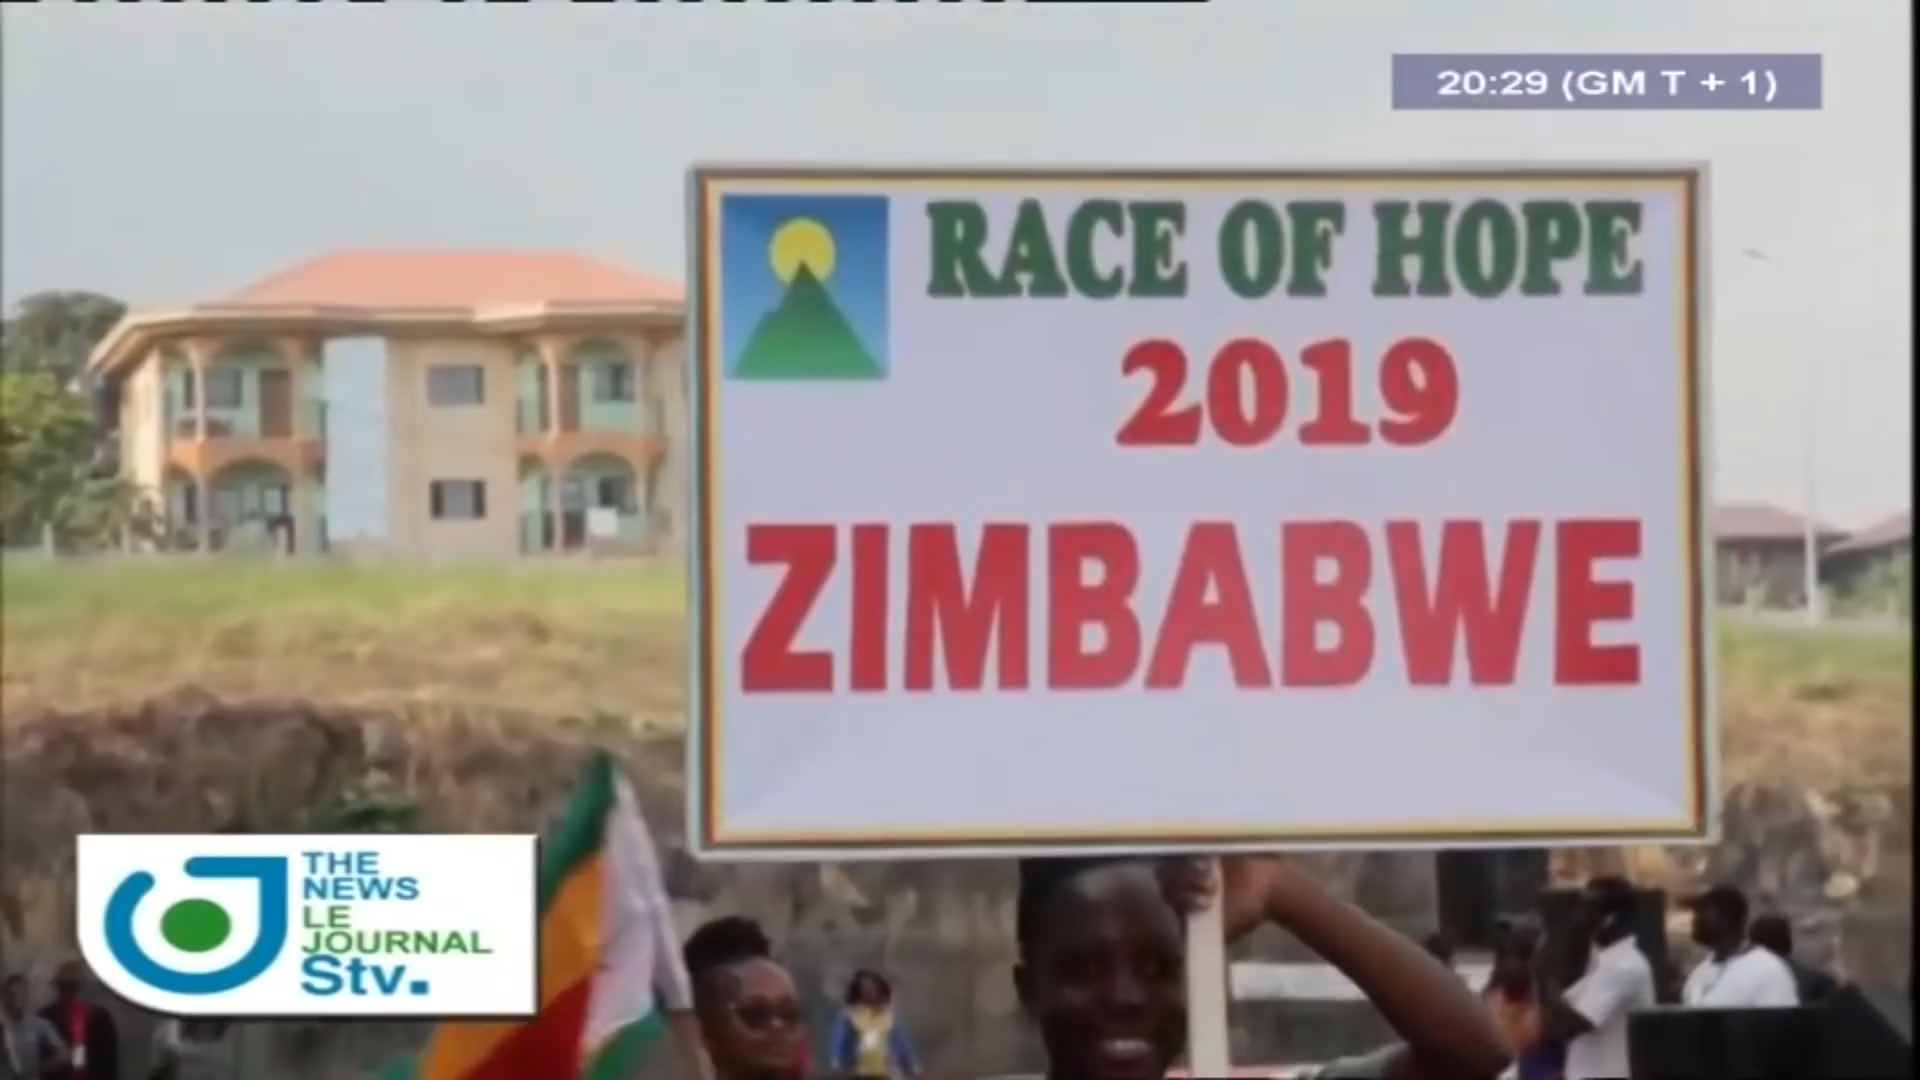 20:29 (GM T + 1)
RACE OF HOPE
2019
ZIMBABWE
THE
NEWS
LE
JOURNAL
Stv.